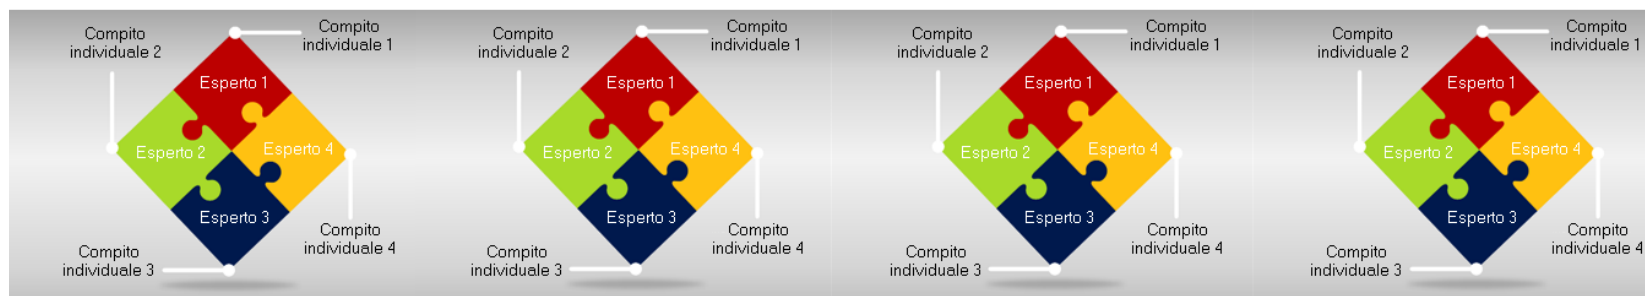 Compito
individuale 2
Compito
individuale 1
Esperto 1
Esperto 2
Esperto 4
Esperto 3
Compito
individuale 3
Compito
individuale 4
Compito
individuale 2
Compito
individuale 1
Esperto 1
Esperto 2
Esperto 4
Esperto 3
Compito
individuale 3
Compito
individuale 4
Compito
individuale 2
Compito
individuale 1
Esperto 1
Esperto 2
Esperto 4
Esperto 3
Compito
individuale 3
Compito
individuale 4
Compito
individuale 2
Compito
individuale 1
Esperto 1
Esperto 2
Esperto 4
Esperto 3
Compito
individuale 3
Compito
individuale 4